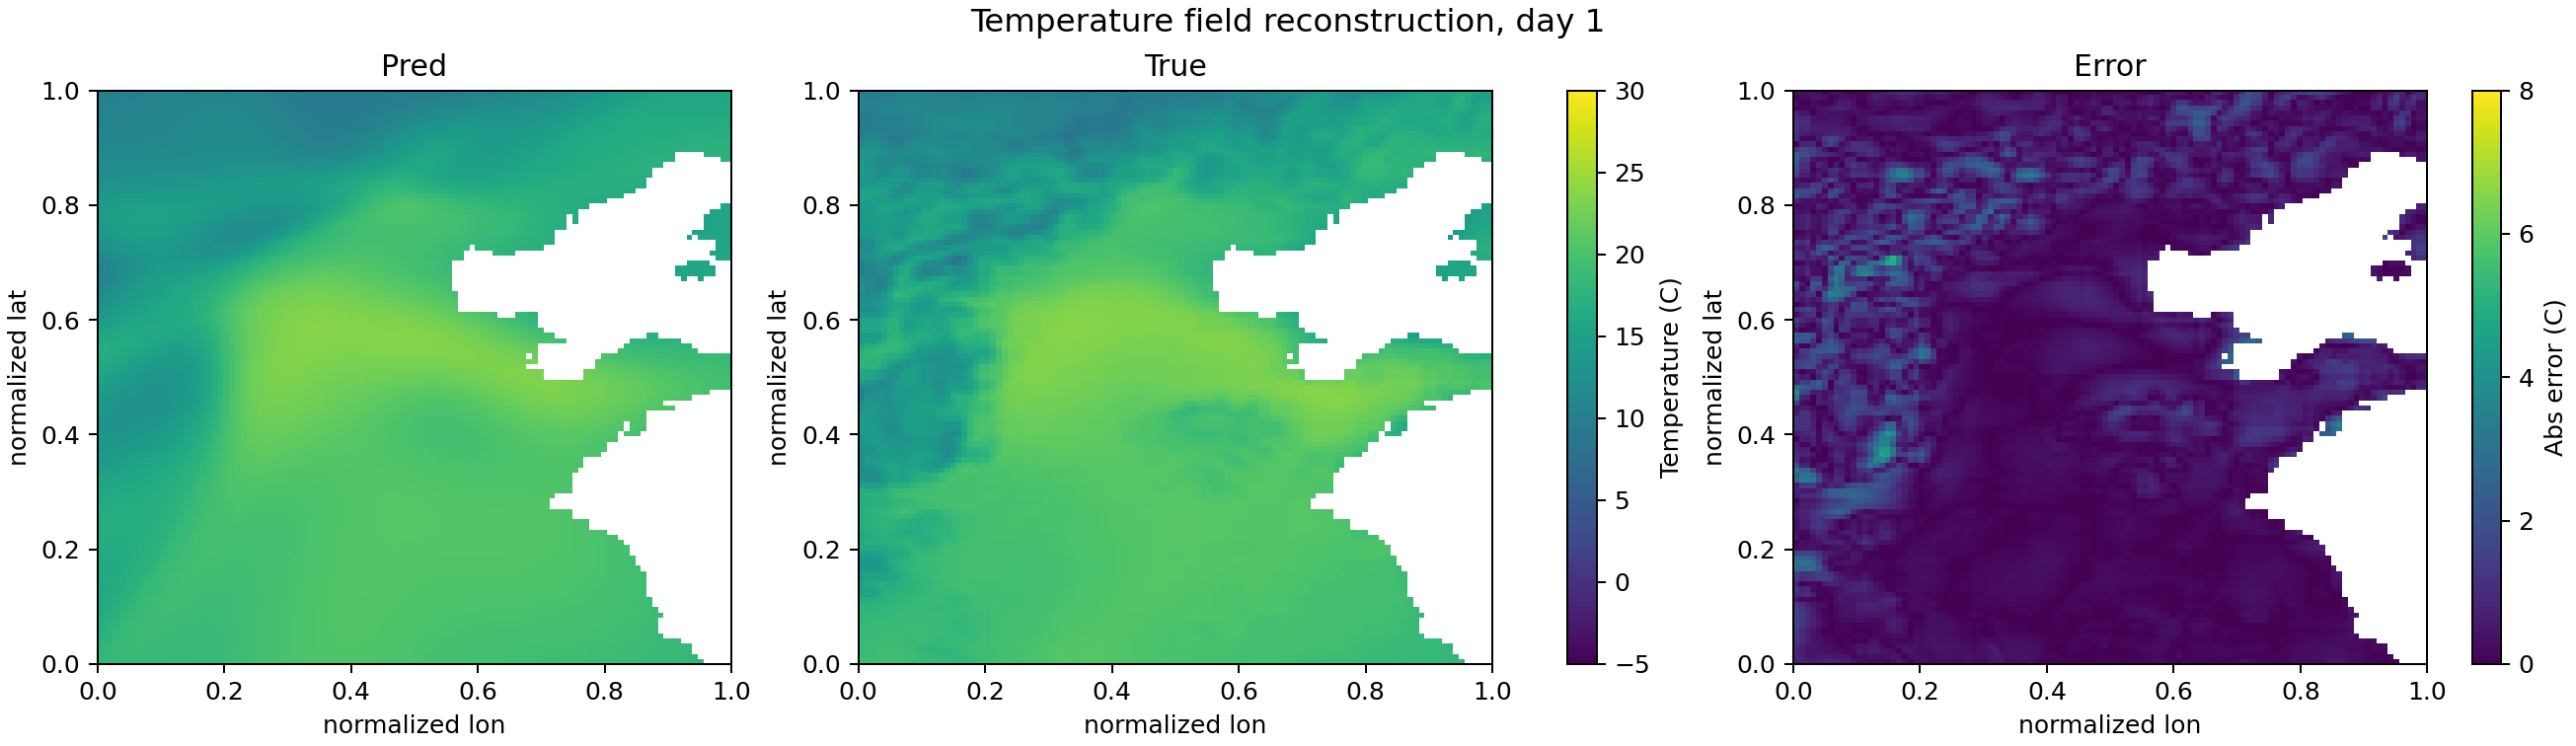 Temperature field reconstruction, day 1
Pred
1.0
0.8
0.6
0.4
0.2
0.0
normalized lat
0.0 0.2 0.4 0.6 0.8 1.0
normalized lon
True
1.0
0.8
0.6
0.4
0.2
0.0
normalized lat
0.0 0.2 0.4 0.6 0.8 1.0
normalized lon
30
25
20
15
10
5
0
−5
Temperature (C)
Error
1.0
0.8
0.6
0.4
0.2
0.0
normalized lat
0.0 0.2 0.4 0.6 0.8 1.0
normalized lon
8
6
4
2
0
Abs error (C)